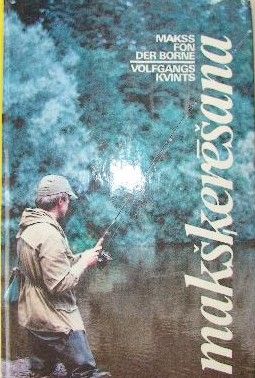 MAKSS
FON
DER BORNE
VOLFGANGS
KVINTS
makšķerēšana